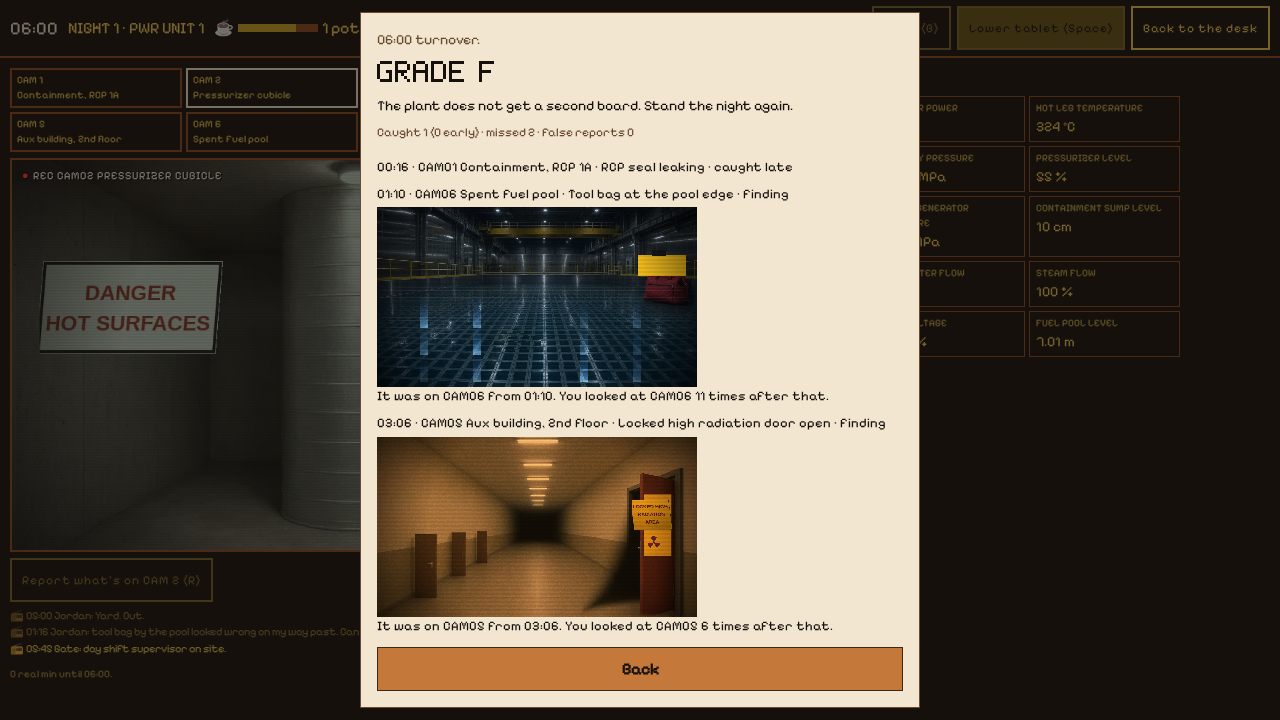 06:00 NIGHT 1 · PWR UNIT 1
1 pot
Lower tablet (Space)
Back to the desk
CAM 1
Containment, RCP 1A
CAM 2
Pressurizer cubicle
CAM 5
Aux building, 2nd floor
CAM 6
Spent fuel pool
REC CAM02 PRESSURIZER CUBICLE
DANGER
HOT SURFACES
Report what's on CAM 2 (R)
05:00 Jordan: Yard. Out.
01:16 Jordan: tool bag by the pool looked wrong on my way past.
05:45 Gate: day shift supervisor on site.
0 real min until 06:00.
06:00 turnover.
GRADE F
The plant does not get a second board. Stand the night again.
Caught 1 (0 early) · missed 2 · false reports 0
00:16 · CAM01 Containment, RCP 1A · RCP seal leaking · caught late
01:10 · CAM06 Spent fuel pool · Tool bag at the pool edge · finding
It was on CAM06 from 01:10. You looked at CAM06 11 times after that.
03:06 · CAM05 Aux building, 2nd floor · Locked high radiation door open · finding
LOCKED HIGH
RADIATION
AREA
It was on CAM05 from 03:06. You looked at CAM05 6 times after that.
Back
POWER
HOT LEG TEMPERATURE
324 °C
PRESSURE
MPa
PRESSURIZER LEVEL
55 %
GENERATOR
CONTAINMENT SUMP LEVEL
10 cm
FLOW
STEAM FLOW
100 %
FUEL POOL LEVEL
7.01 m